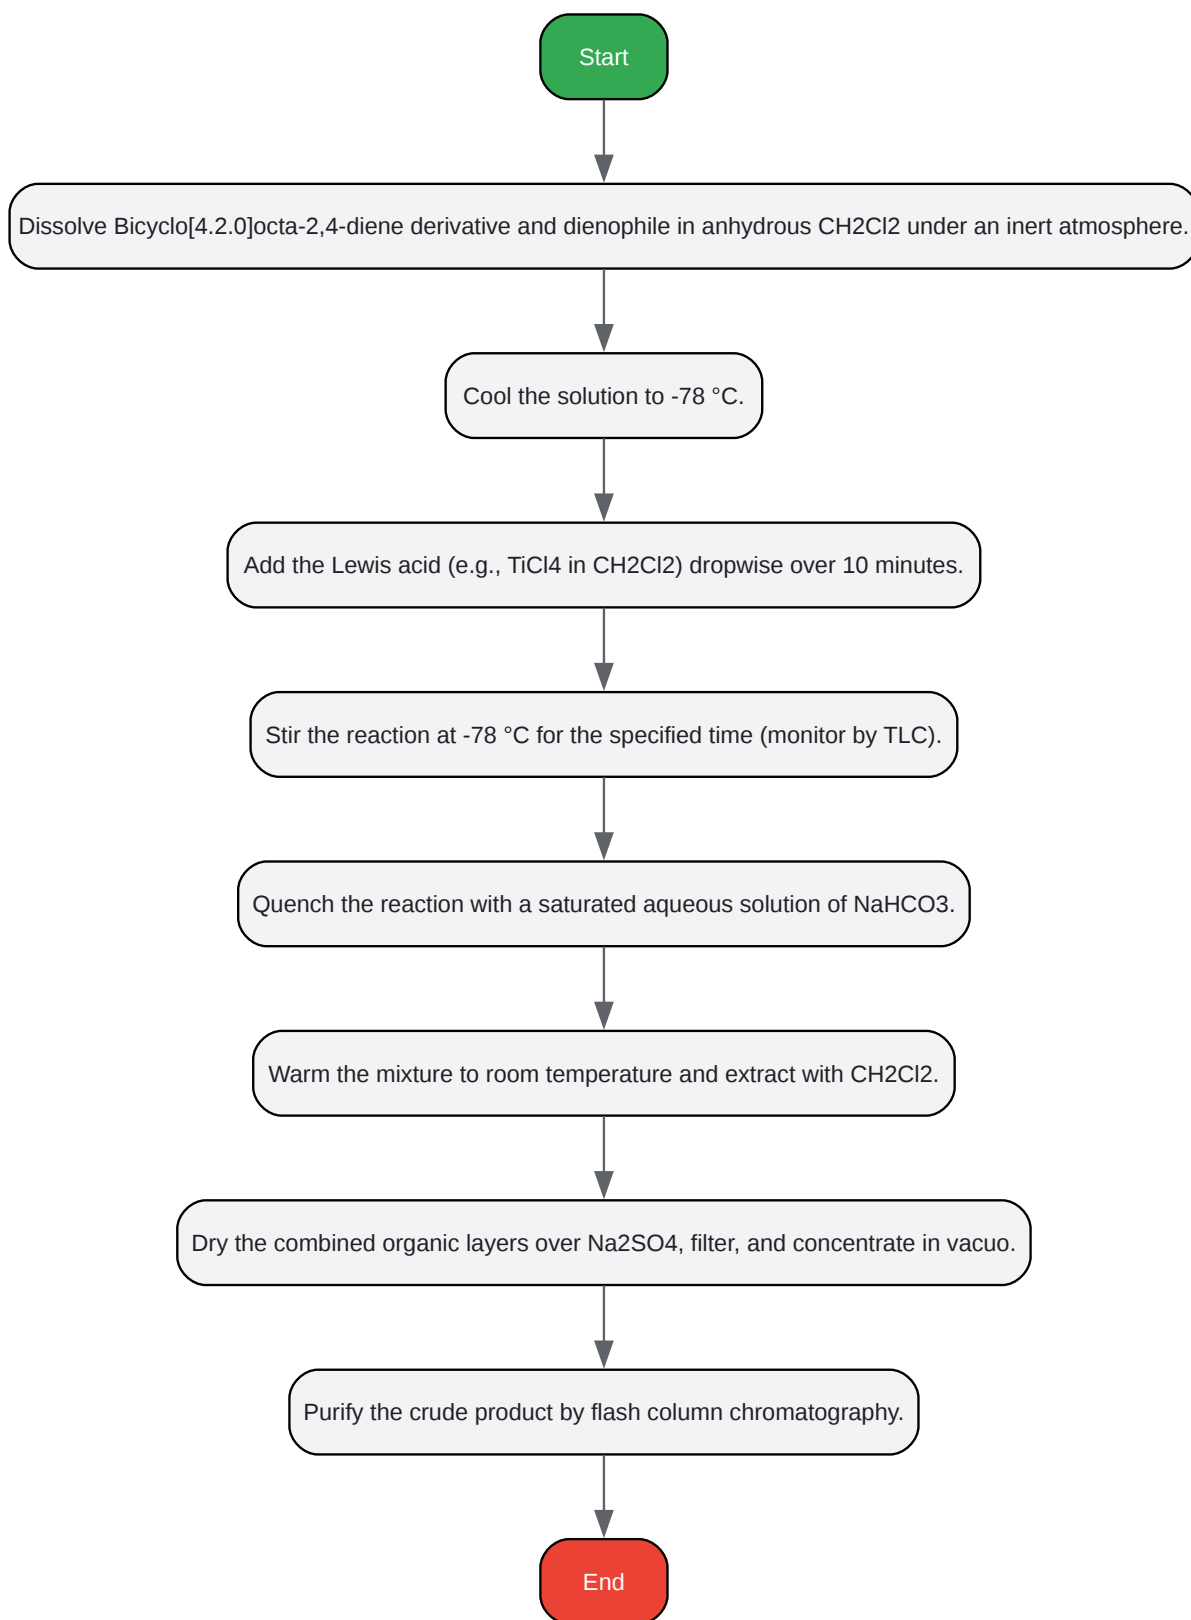 Start
Dissolve Bicyclo[4.2.0]octa-2,4-diene derivative and dienophile in anhydrous CH2Cl2 under an inert atmosphere.
Cool the solution to -78 °C.
Add the Lewis acid (e.g., TiCl4 in CH2Cl2) dropwise over 10 minutes.
Stir the reaction at -78 °C for the specified time (monitor by TLC).
Quench the reaction with a saturated aqueous solution of NaHCO3.
Warm the mixture to room temperature and extract with CH2Cl2.
Dry the combined organic layers over Na2SO4, filter, and concentrate in vacuo.
Purify the crude product by flash column chromatography.
End